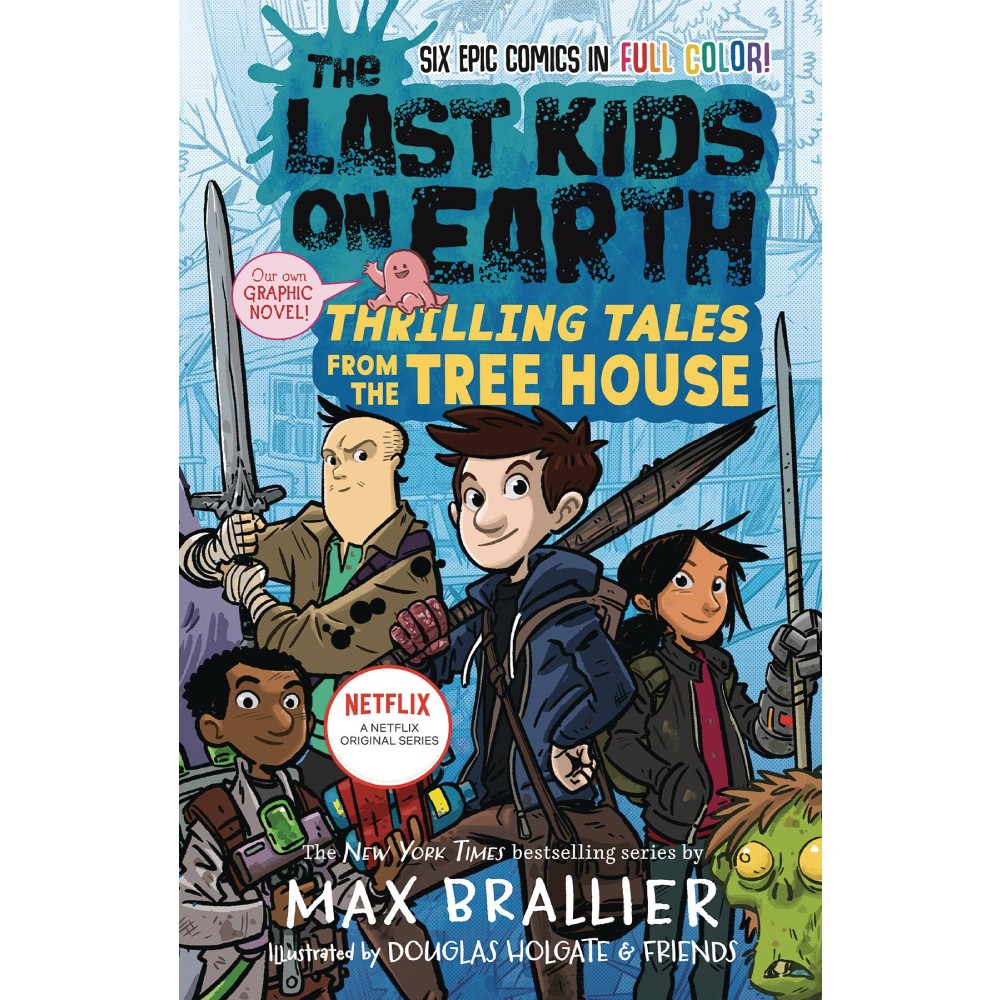 SIX EPIC COMICS IN FULL COLOR!
THE
LAST KIDS
ON EARTH
Our own
GRAPHIC
NOVEL!
THRILLING TALES
FROM THE TREE HOUSE
NETFLIX
A NETFLIX
ORIGINAL SERIES
The New York Times bestselling series by
MAX BRALLIER
Illustrated by DOUGLAS HOLGATE & FRIENDS